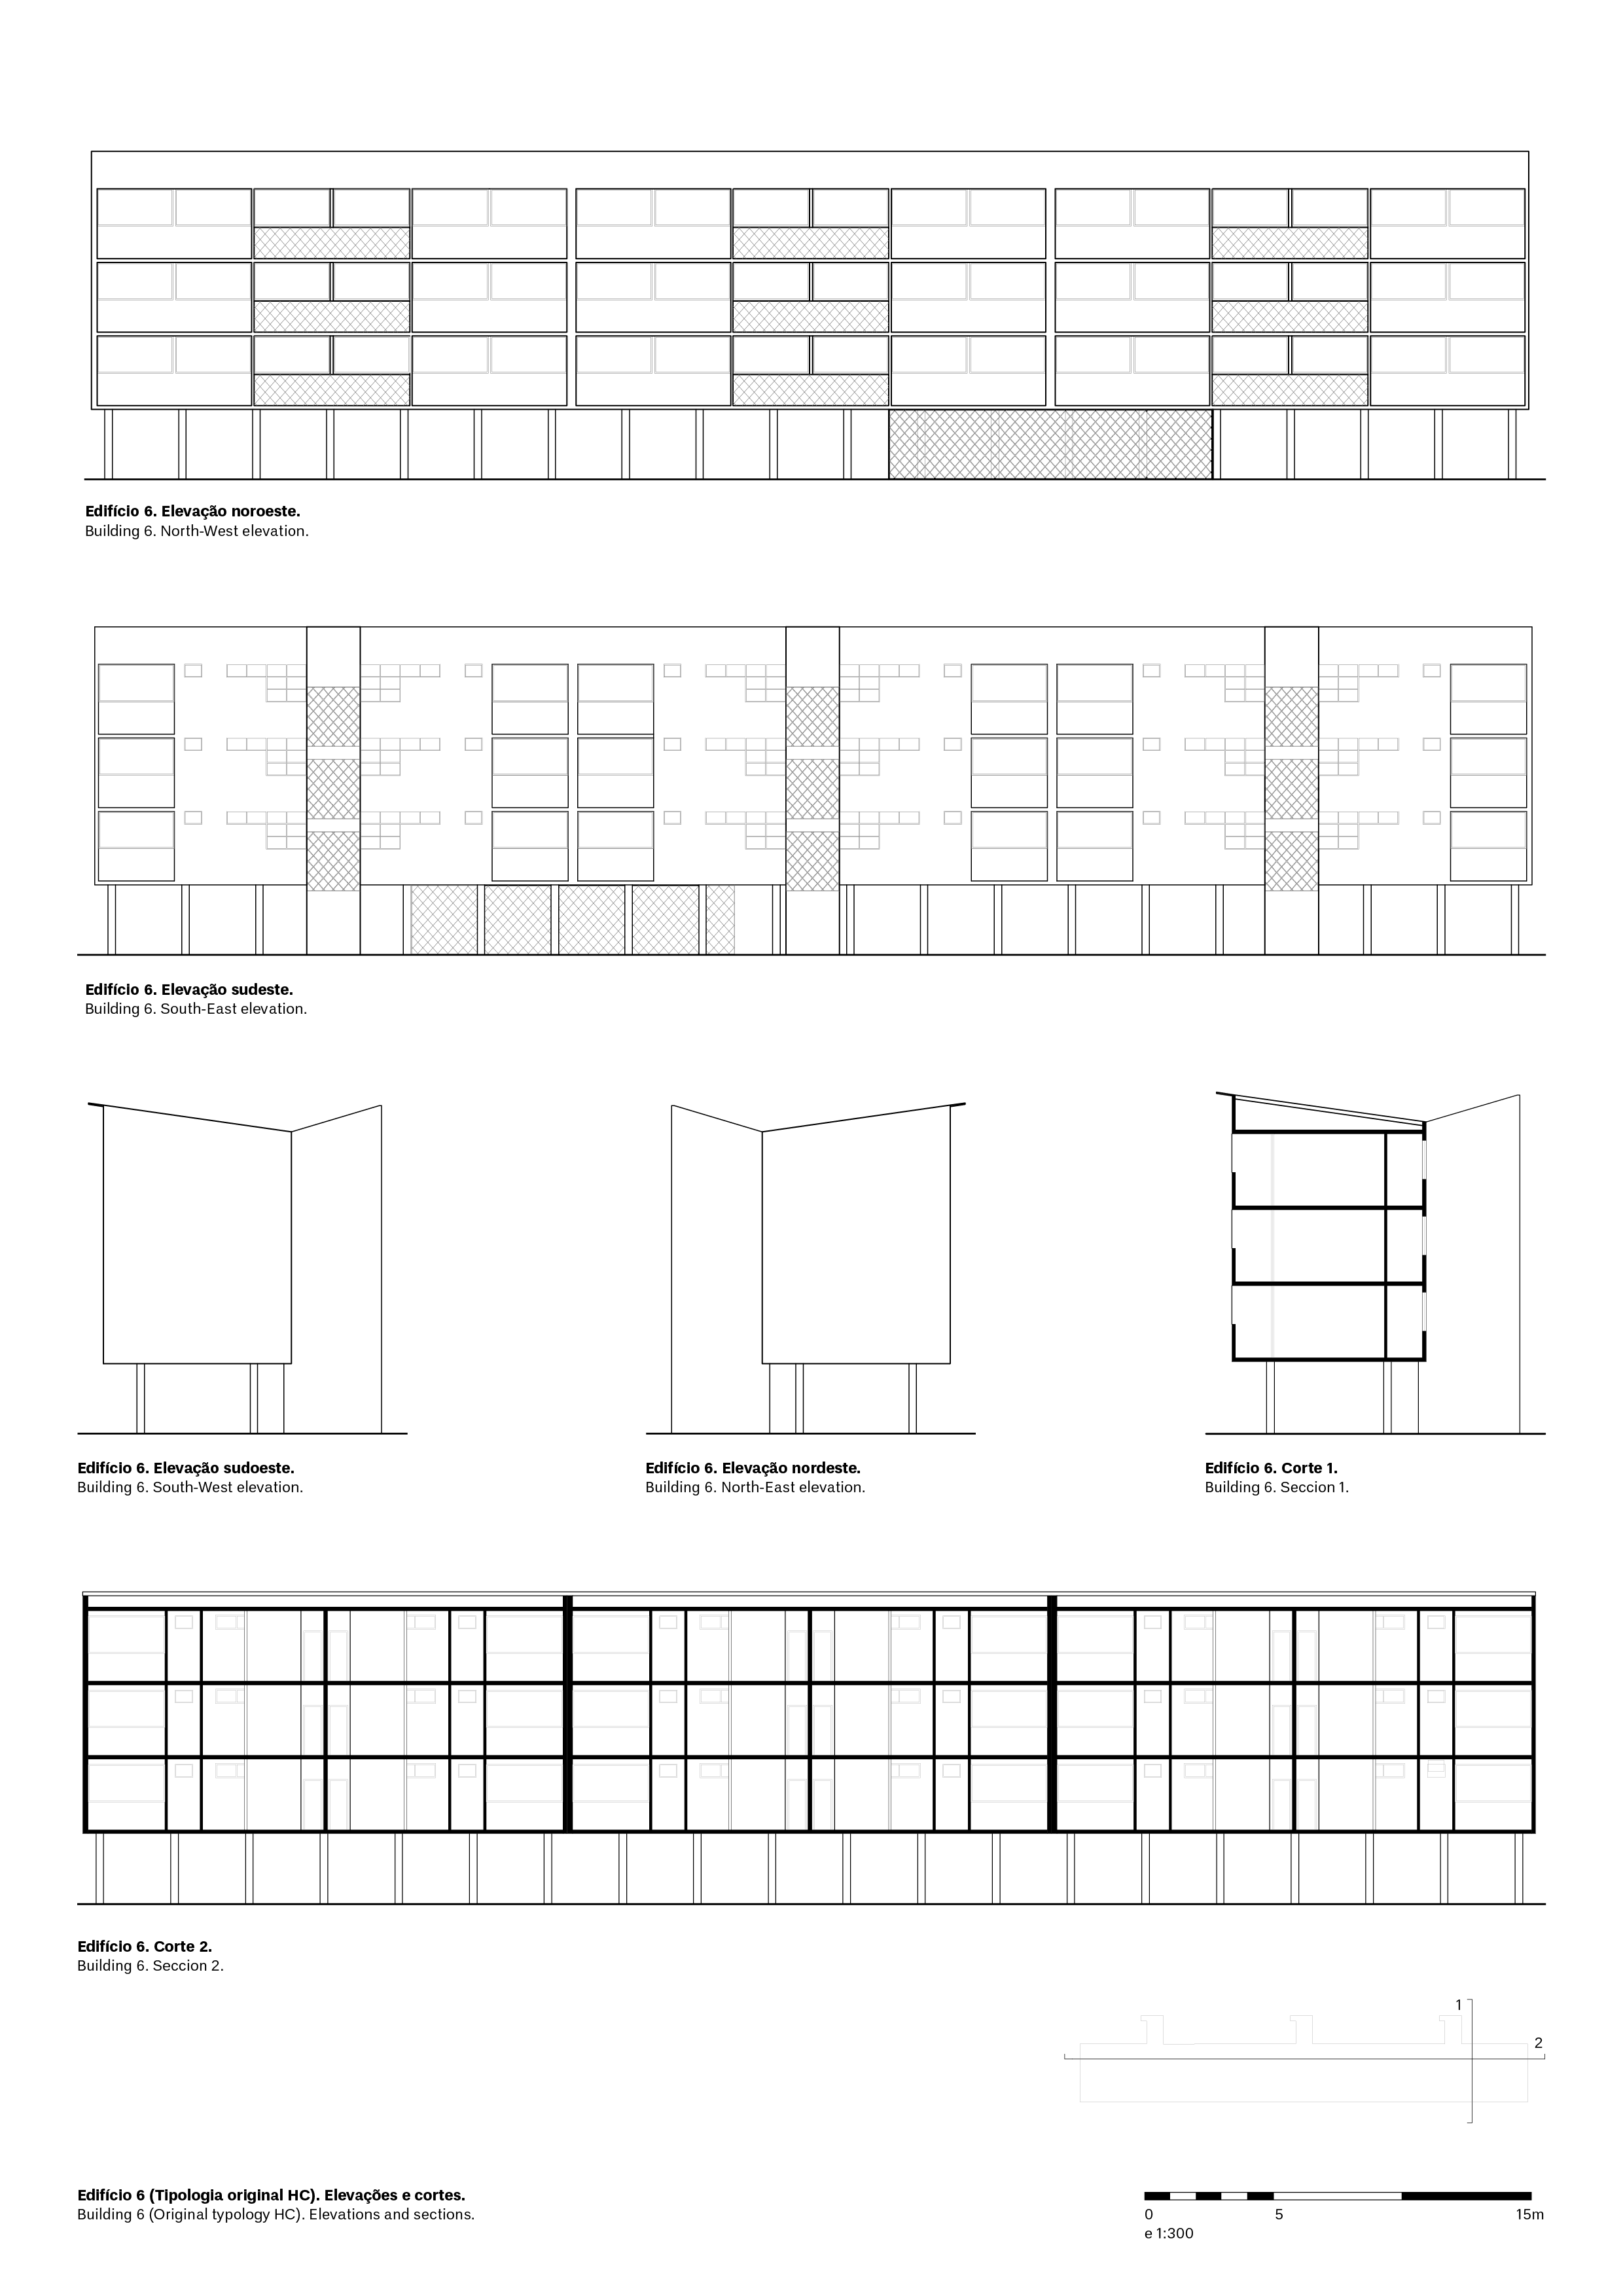 Edifício 6. Elevação noroeste.
Building 6. North-West elevation.
Edifício 6. Elevação sudeste.
Building 6. South-East elevation.
Edifício 6. Elevação sudoeste.
Building 6. South-West elevation.
Edifício 6. Elevação nordeste.
Building 6. North-East elevation.
Edifício 6. Corte 1.
Building 6. Seccion 1.
Edifício 6. Corte 2.
Building 6. Seccion 2.
1
2
Edifício 6 (Tipologia original HC). Elevações e cortes.
Building 6 (Original typology HC). Elevations and sections.
0 5 15m
e 1:300